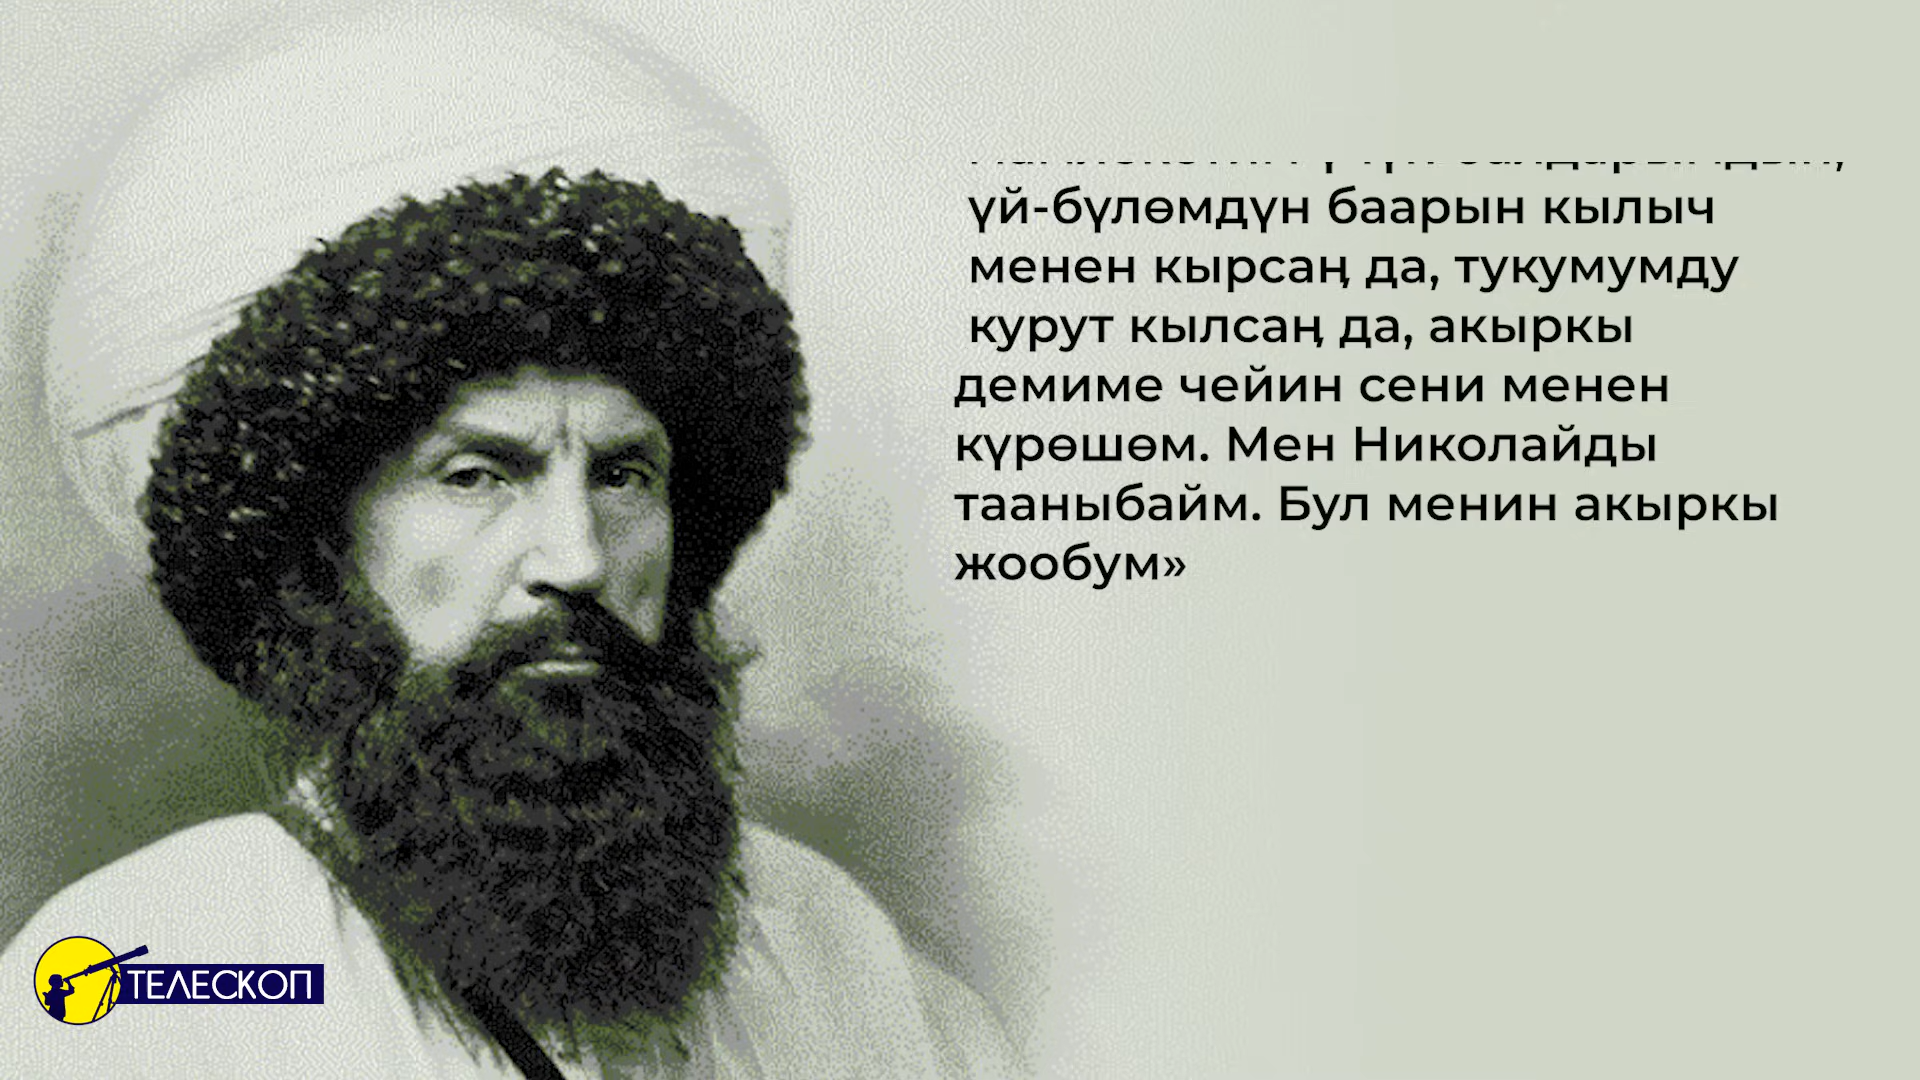 үй-бүлөмдүн баарын кылыч
менен кырсаң да, тукумумду
курут кылсаң да, акыркы
демиме чейин сени менен
күрөшөм. Мен Николайды
тааныбайм. Бул менин акыркы
жообум»
ТЕЛЕСКОП